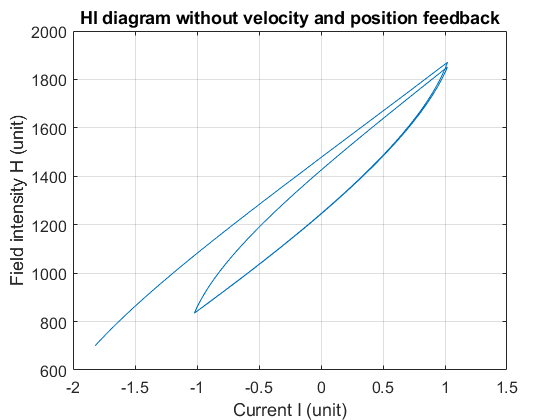 HI diagram without velocity and position feedback
2000
1800
1600
1400
1200
1000
800
600
Field intensity H (unit)
-2 -1.5 -1 -0.5 0 0.5 1 1.5
Current I (unit)